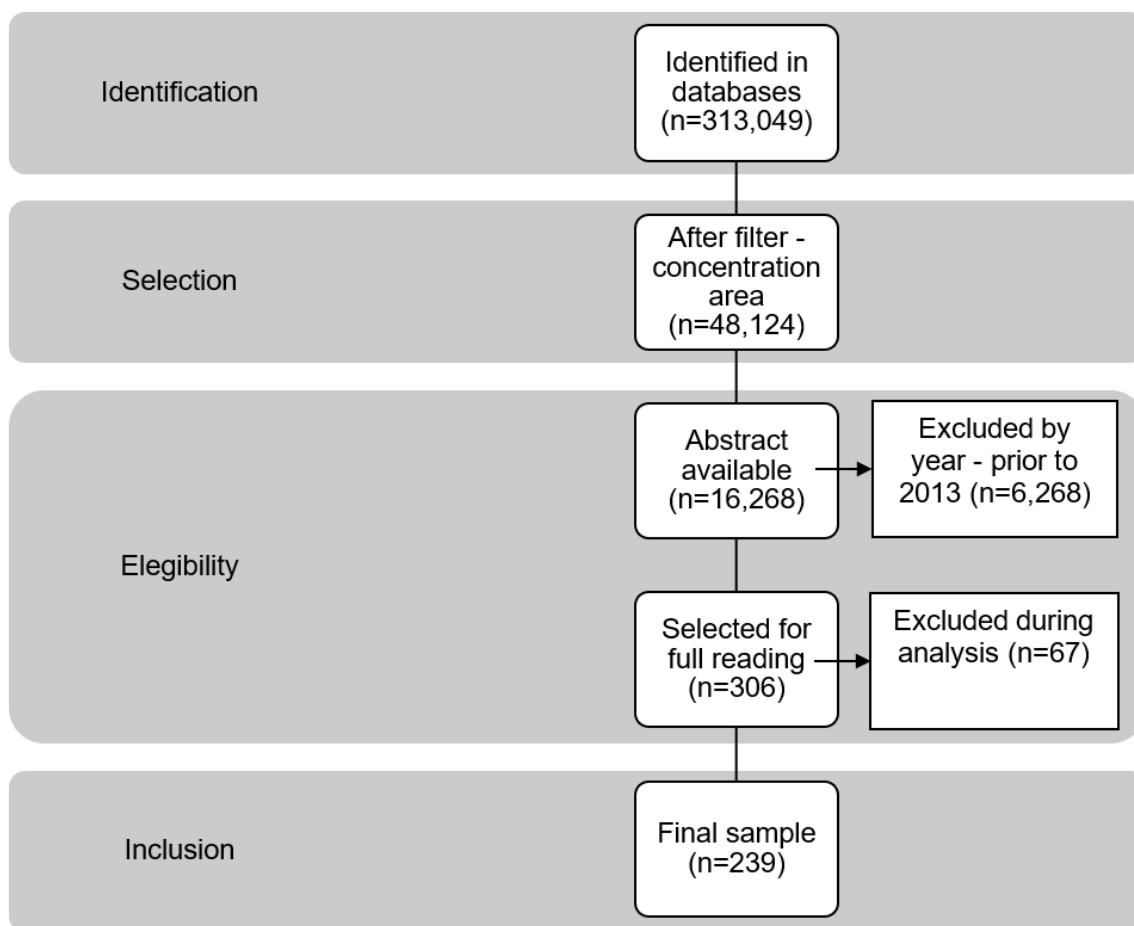 Identification
Identified in
databases
(n=313,049)
Selection
After filter -
concentration
area
(n=48,124)
Elegibility
Abstract
available
(n=16,268)
Excluded by
year - prior to
2013 (n=6,268)
Selected for
full reading
(n=306)
Excluded during
analysis (n=67)
Inclusion
Final sample
(n=239)